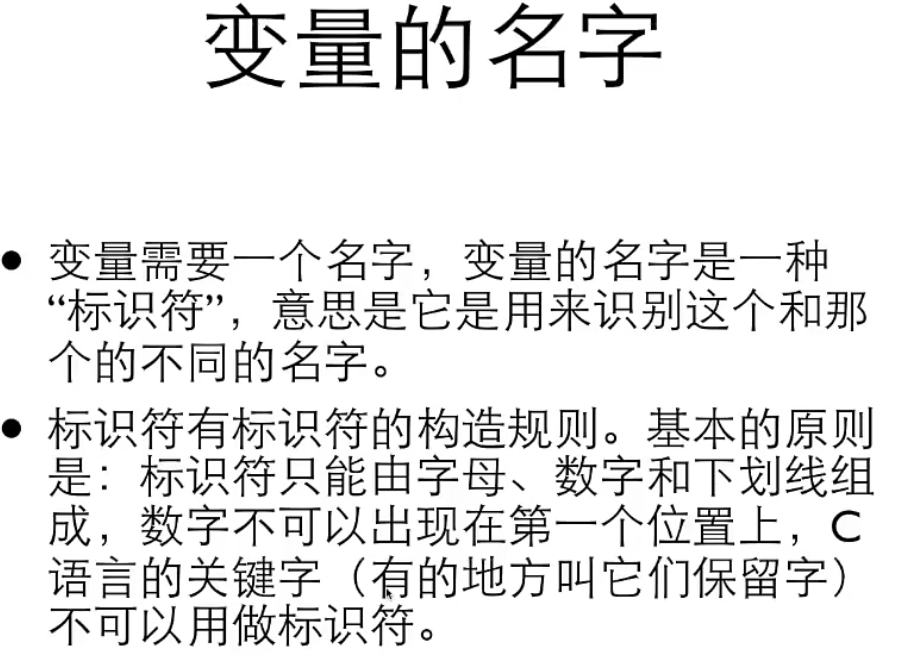 变量的名字
• 变量需要一个名字，变量的名字是一种
“标识符”，意思是它是用来识别这个和那
个的不同的名字。
• 标识符有标识符的构造规则。基本的原则
是：标识符只能由字母、数字和下划线组
成，数字不可以出现在第一个位置上，C
语言的关键字（有的地方叫它们保留字）
不可以用做标识符。